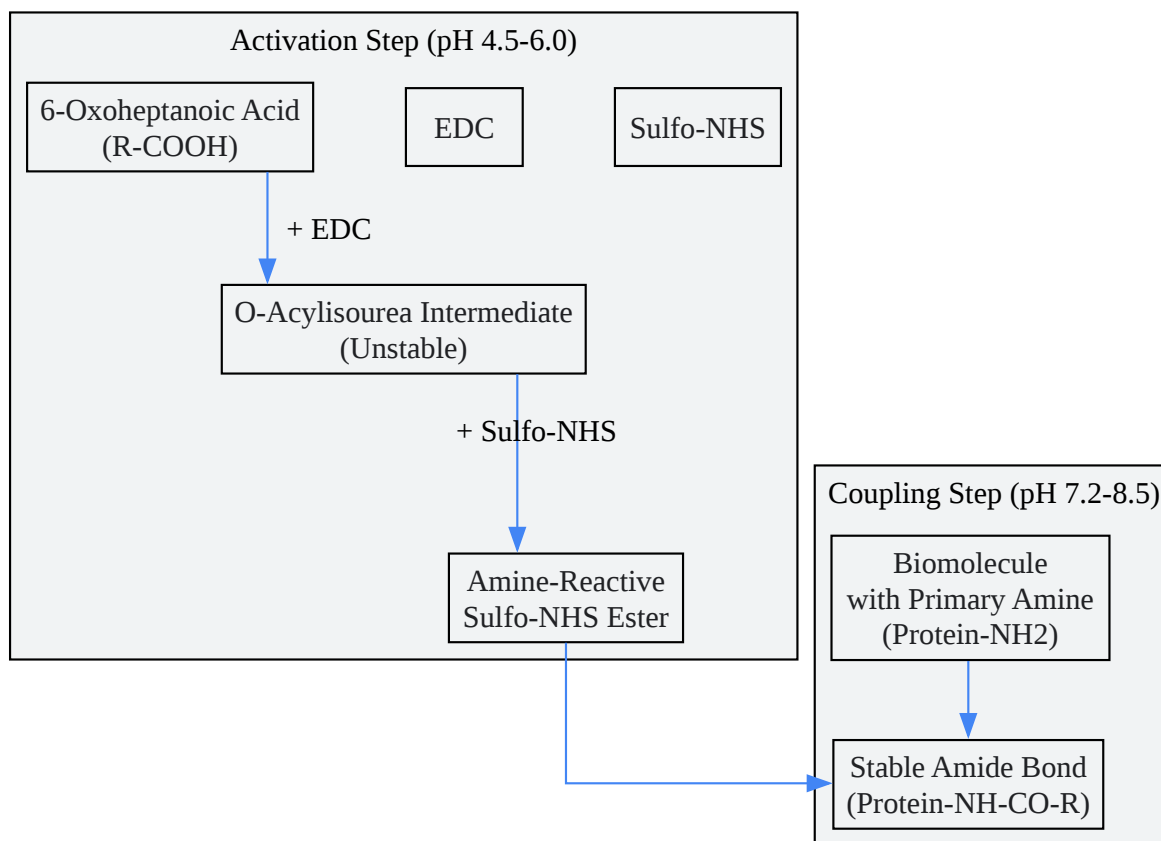 Activation Step (pH 4.5-6.0)
6-Oxoheptanoic Acid
(R-COOH)
EDC
Sulfo-NHS
+ EDC
O-Acylisourea Intermediate
(Unstable)
+ Sulfo-NHS
Amine-Reactive
Sulfo-NHS Ester
Coupling Step (pH 7.2-8.5)
Biomolecule
with Primary Amine
(Protein-NH2)
Stable Amide Bond
(Protein-NH-CO-R)